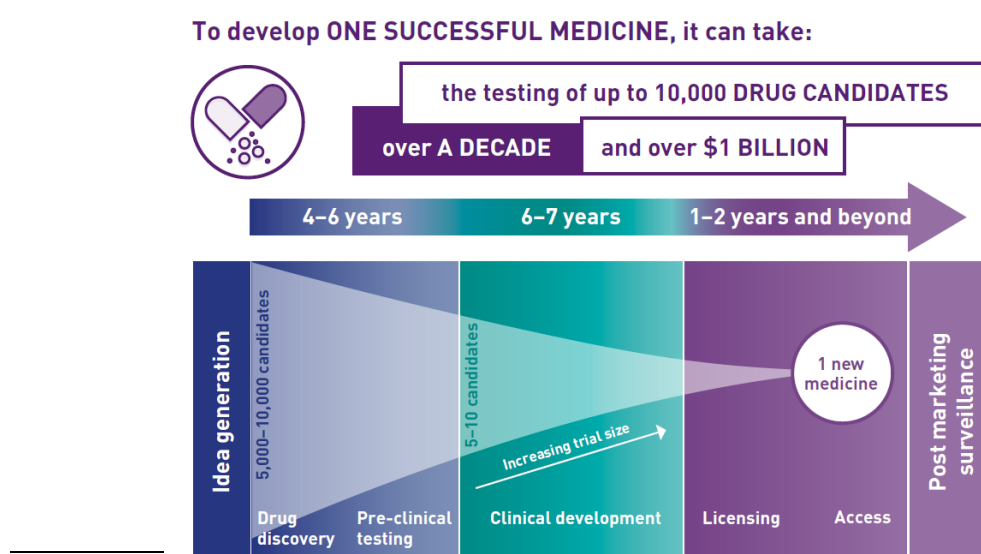 To develop ONE SUCCESSFUL MEDICINE, it can take:
the testing of up to 10,000 DRUG CANDIDATES
over A DECADE
and over $1 BILLION
4–6 years
6–7 years
1–2 years and beyond
Idea generation
5,000–10,000 candidates
5–10 candidates
Increasing trial size
1 new
medicine
Post marketing
surveillance
Drug
discovery
Pre-clinical
testing
Clinical development
Licensing
Access